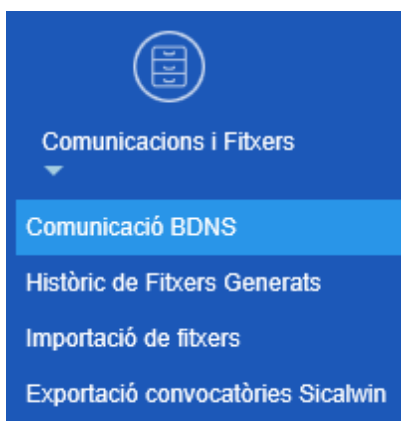 Comunicacions i Fitxers
Comunicació BDNS
Històric de Fitxers Generats
Importació de fitxers
Exportació convocatòries Sicalwin